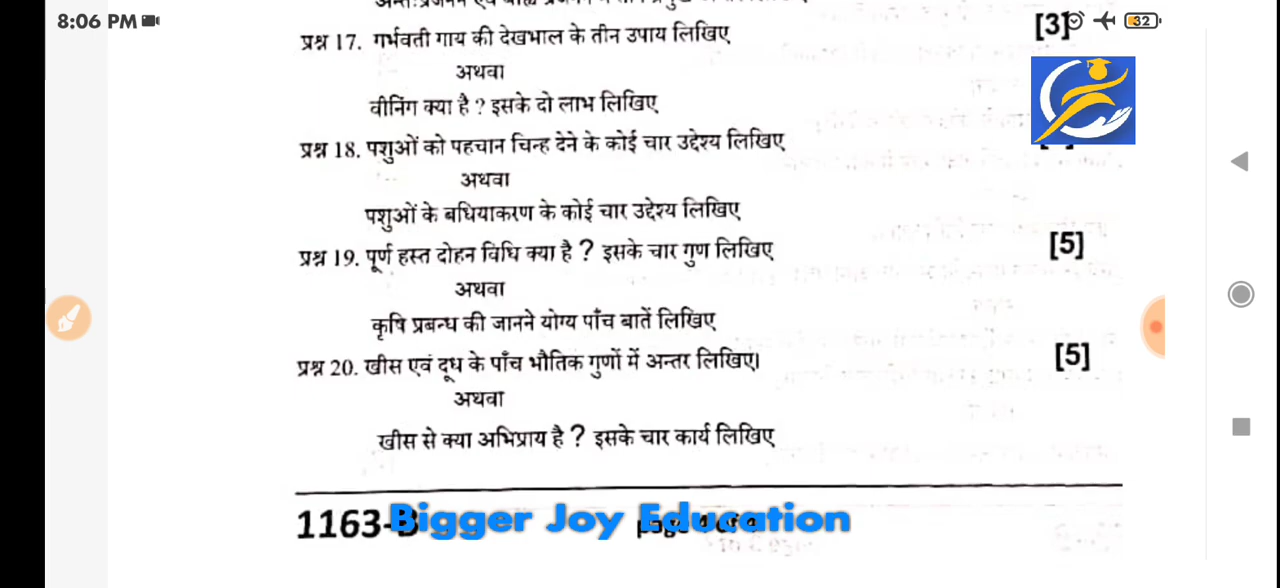 8:06 PM
32
प्रश्न 17. गर्भवती गाय की देखभाल के तीन उपाय लिखिए [3]
अथवा
वीनिंग क्या है ? इसके दो लाभ लिखिए
प्रश्न 18. पशुओं को पहचान चिन्ह देने के कोई चार उद्देश्य लिखिए
अथवा
पशुओं के बधियाकरण के कोई चार उद्देश्य लिखिए
प्रश्न 19. पूर्ण हस्त दोहन विधि क्या है ? इसके चार गुण लिखिए [5]
अथवा
कृषि प्रबन्ध की जानने योग्य पाँच बातें लिखिए
प्रश्न 20. खीस एवं दूध के पाँच भौतिक गुणों में अन्तर लिखिए। [5]
अथवा
खीस से क्या अभिप्राय है ? इसके चार कार्य लिखिए
1163-B
Bigger Joy Education